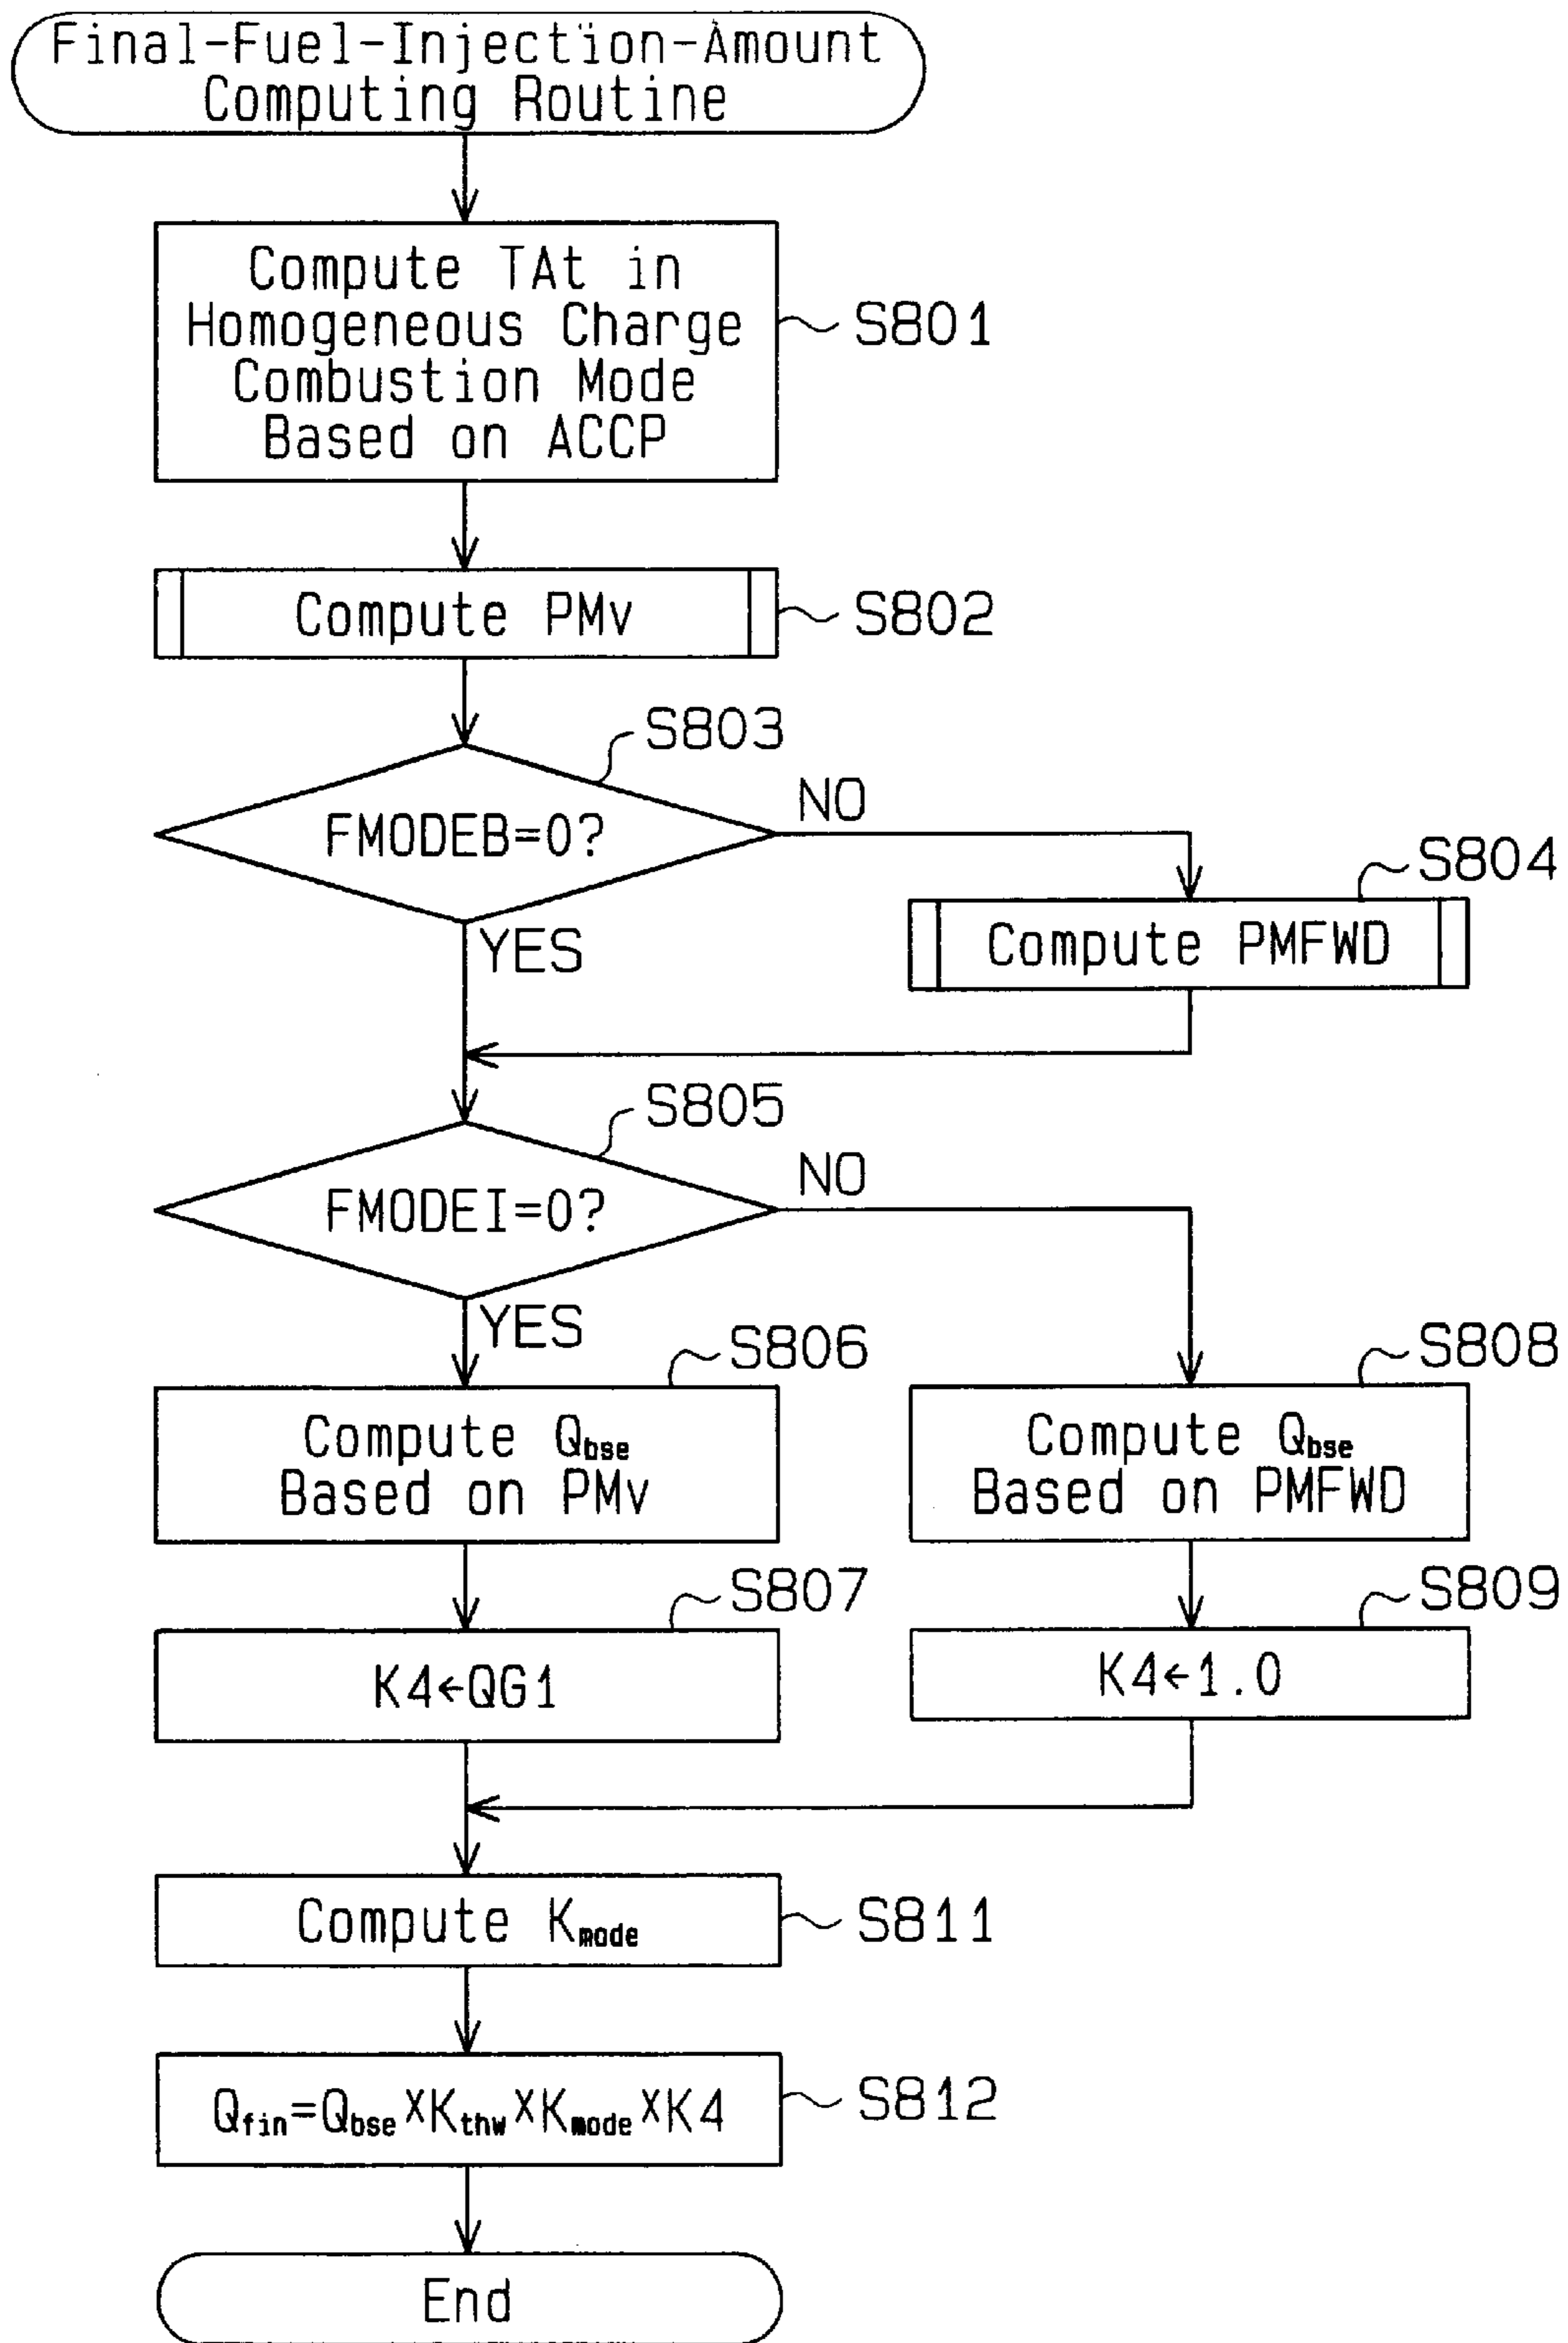 Final-Fuel-Injection-Amount
Computing Routine
Compute TAt in
Homogeneous Charge
Combustion Mode
Based on ACCP
S801
Compute PMv
S802
S803
FMODEB=0?
NO
YES
S804
Compute PMFWD
S805
FMODEI=0?
NO
YES
S806
Compute Qbse
Based on PMv
S808
Compute Qbse
Based on PMFWD
S807
K4←QG1
S809
K4←1.0
Compute Kmode
S811
Qfin=Qbse×Kthw×Kmode×K4
S812
End